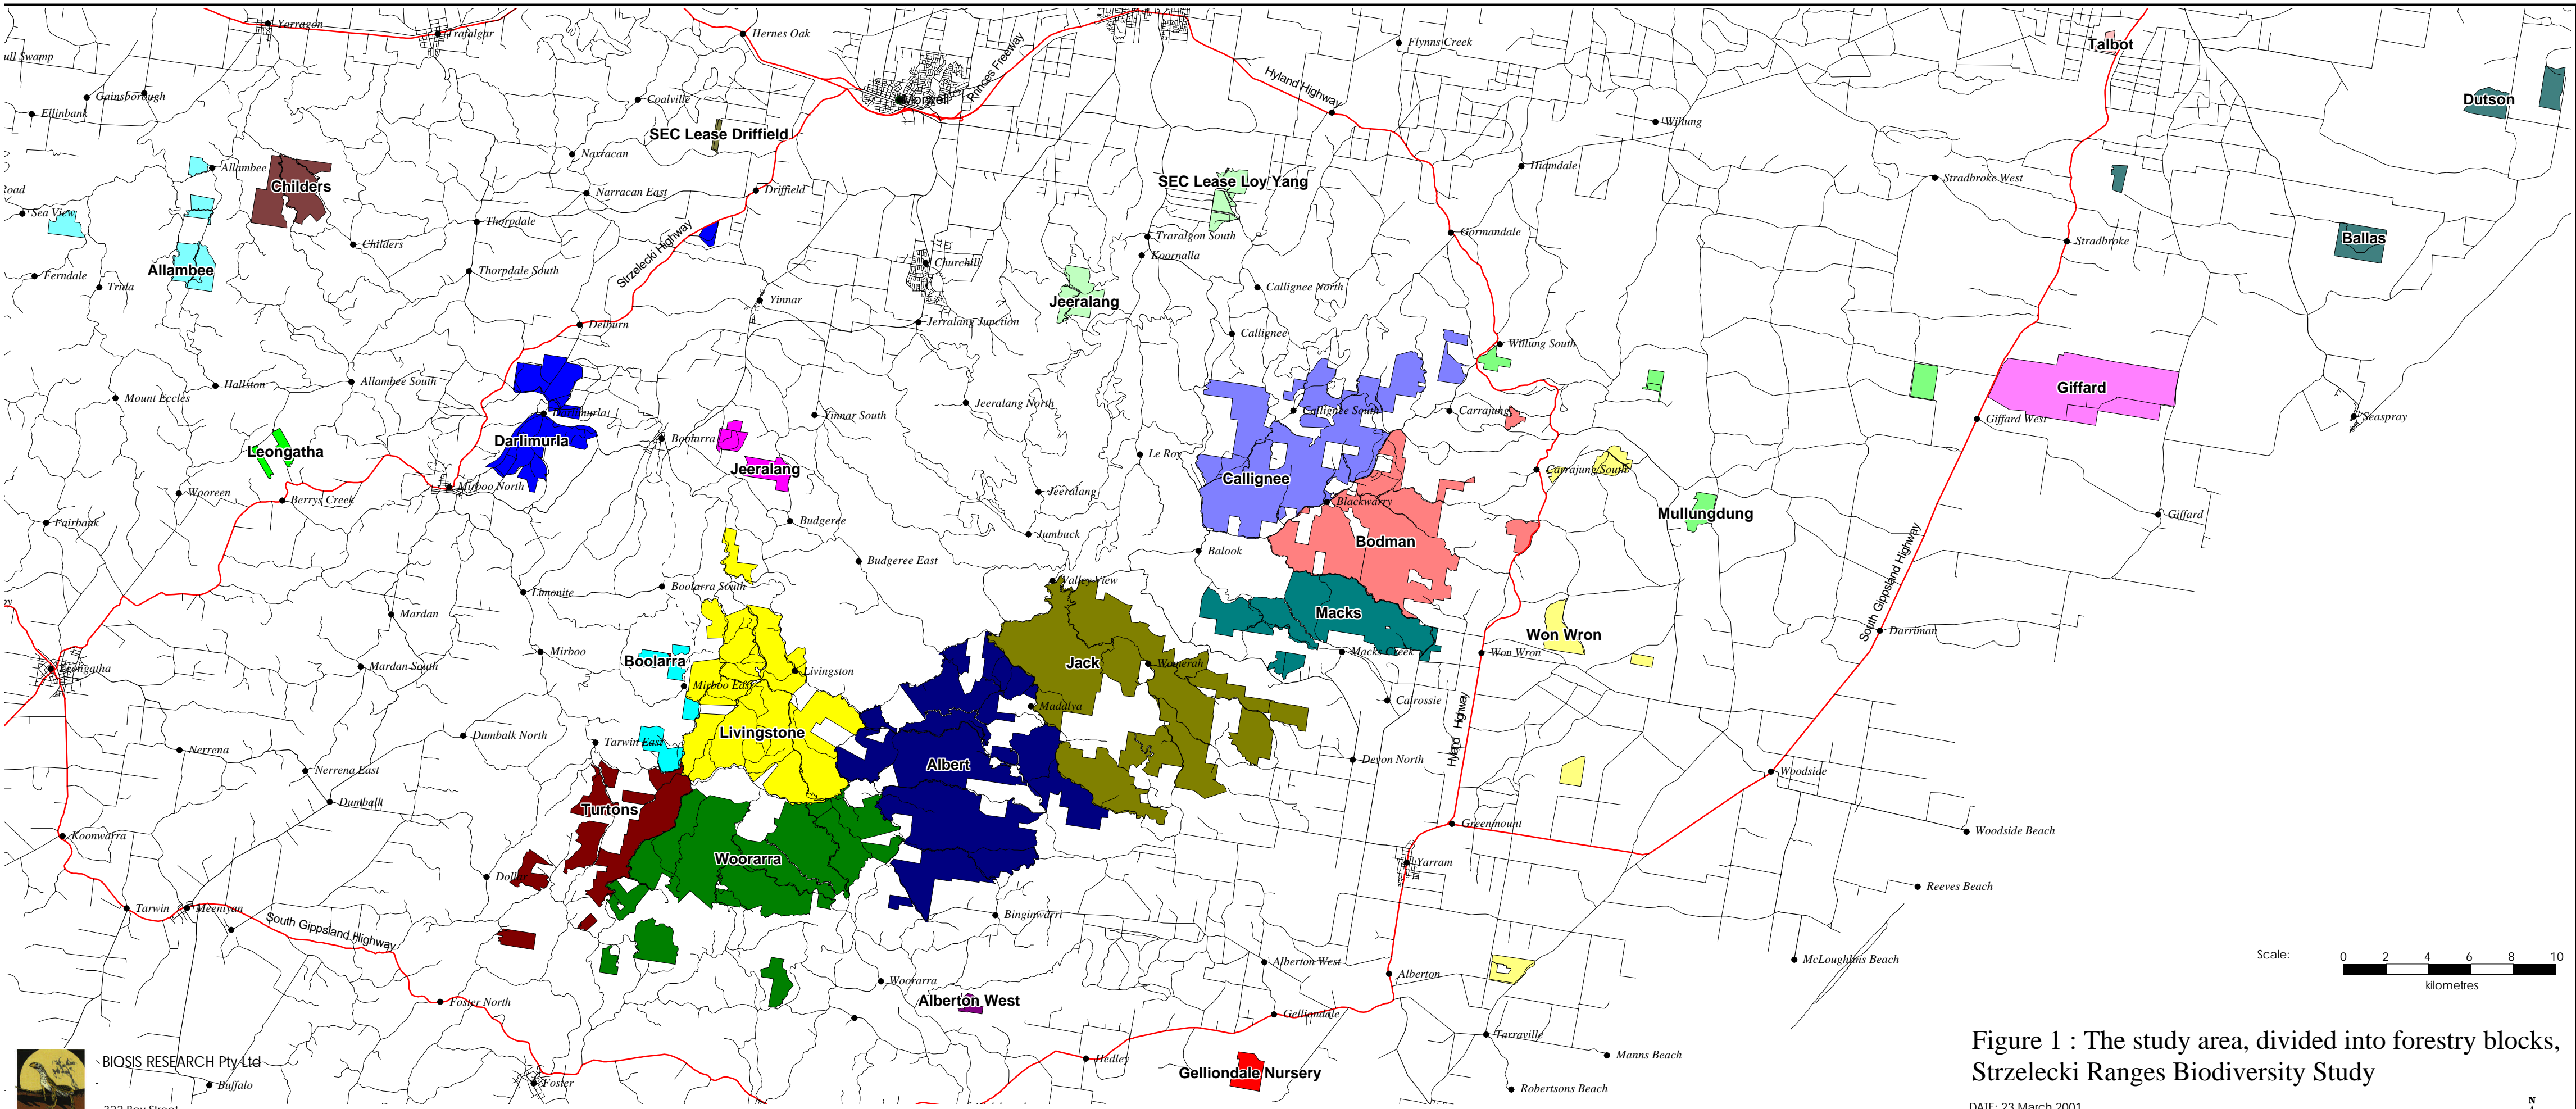 Yarragon
Trafalgar
Hernes Oak
Flynns Creek
Talbot
ull Swamp
Princes Freeway
Hyland Highway
Gainsborough
Coalville
Morwell
Dutson
Ellinbank
SEC Lease Driffield
Willung
Narracan
Allambee
Hiamdale
Childers
SEC Lease Loy Yang
Stradbroke West
Road
Narracan East
Driffield
Sea View
Thorpdale
Traralgon South
Gormandale
Stradbroke
Ballas
Childers
Strzelecki Highway
Koornalla
Allambee
Thorpdale South
Churchill
Ferndale
Trida
Callignee North
Yinnar
Jeeralang
Delburn
Jerralang Junction
Callignee
Willung South
Hallston
Allambee South
Giffard
Mount Eccles
Jeeralang North
Darlimurla
Yinnar South
Callignee South
Carrajung
Giffard West
Seaspray
Darlimurla
Boolarra
Leongatha
Le Roy
Jeeralang
Carrajung South
Callignee
Mirboo North
Wooreen
Berrys Creek
Jeeralang
Blackwarry
Mullungdung
Giffard
Fairbank
Budgeree
Jumbuck
Bodman
Balook
Budgeree East
South Gippsland Highway
Valley View
Boolarra South
Limonite
Mardan
Macks
Won Wron
Darriman
Mirboo
Macks Creek
Won Wron
Boolarra
Jack
Womerah
Leongatha
Mardan South
Livingston
Mirboo East
Calrossie
Madalya
Hyland Highway
Livingstone
Dumbalk North
Tarwin East
Nerrena
Devon North
Albert
Nerrena East
Woodside
Dumbalk
Turtons
Greenmount
Woodside Beach
Koonwarra
Woorarra
Yarram
Dollar
Reeves Beach
Tarwin
Meeniyan
South Gippsland Highway
Binginwarri
Scale:
0 2 4 6 8 10
kilometres
Alberton West
McLoughlins Beach
Alberton
Woorarra
Foster North
Alberton West
Gelliondale
Tarraville
Figure 1 : The study area, divided into forestry blocks,
Strzelecki Ranges Biodiversity Study
BIOSIS RESEARCH Pty Ltd
Hedley
Manns Beach
Gelliondale Nursery
Buffalo
Foster
Robertsons Beach
DATE: 23 March 2001
N